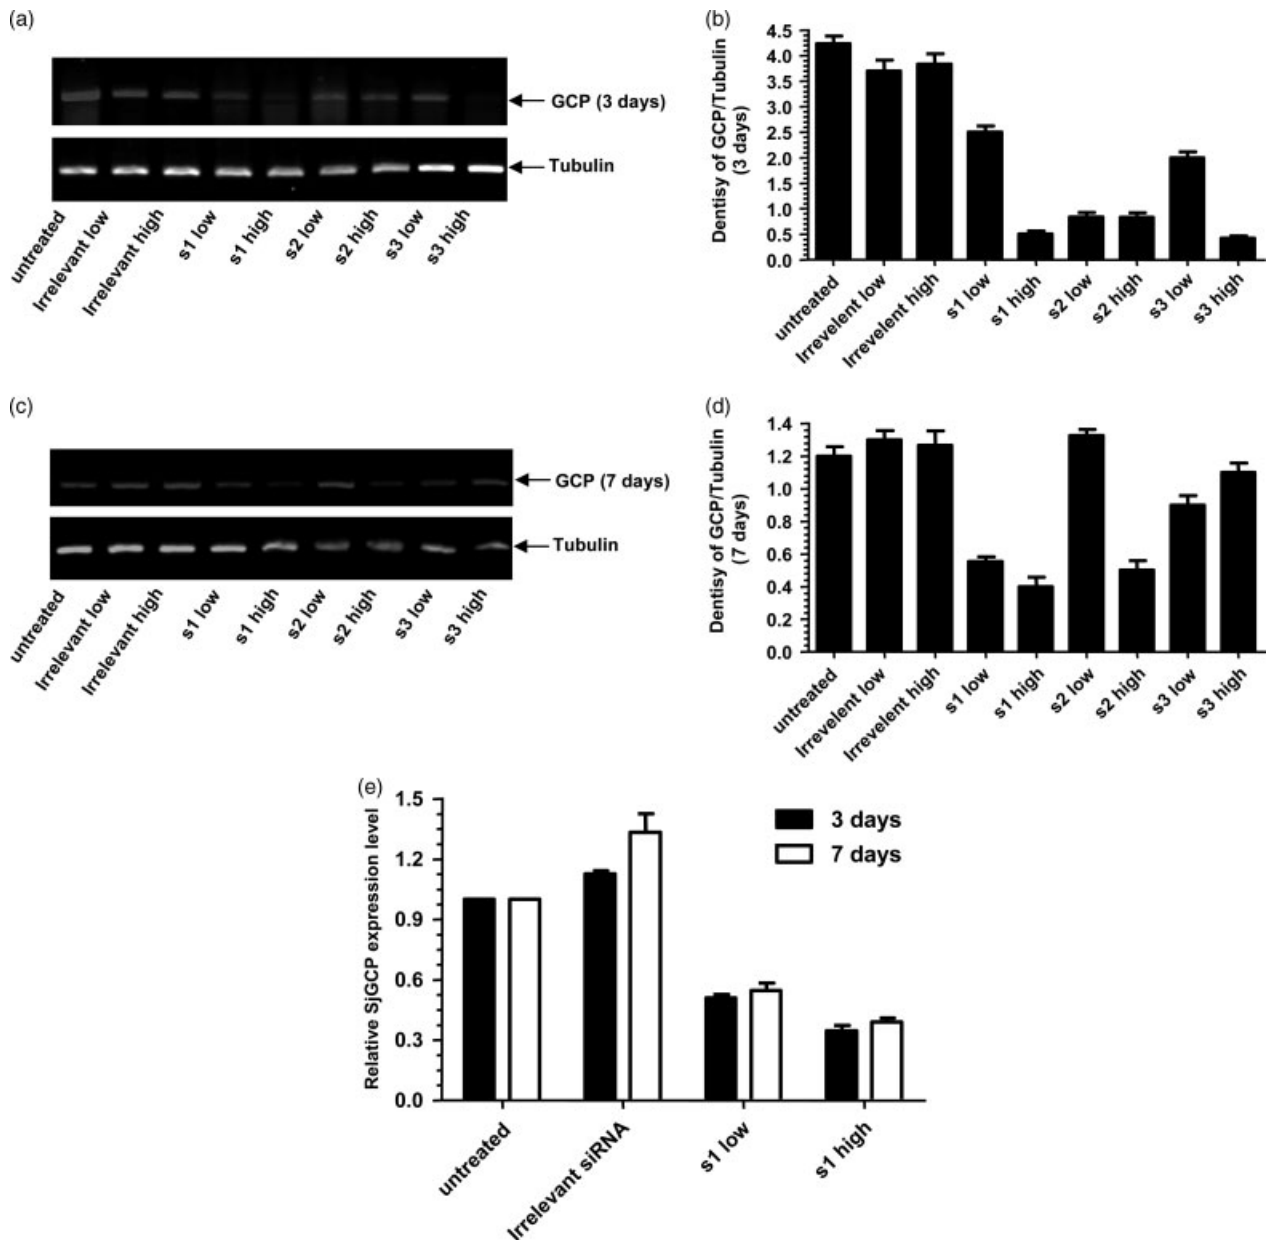 (a)
GCP (3 days)
Tubulin
untreated
Irrelevant low
Irrelevant high
s1 low
s1 high
s2 low
s2 high
s3 low
s3 high
(b)
Dentisy of GCP/Tubulin
(3 days)
4.5
4.0
3.5
3.0
2.5
2.0
1.5
1.0
0.5
0.0
untreated
Irrevelent low
Irrevelent high
s1 low
s1 high
s2 low
s2 high
s3 low
s3 high
(c)
GCP (7 days)
Tubulin
untreated
Irrelevant low
Irrelevant high
s1 low
s1 high
s2 low
s2 high
s3 low
s3 high
(d)
Dentisy of GCP/Tubulin
(7 days)
1.4
1.2
1.0
0.8
0.6
0.4
0.2
0.0
untreated
Irrevelent low
Irrevelent high
s1 low
s1 high
s2 low
s2 high
s3 low
s3 high
(e)
Relative SjGCP expression level
1.5
1.2
0.9
0.6
0.3
0.0
3 days
7 days
untreated
Irrelevant siRNA
s1 low
s1 high